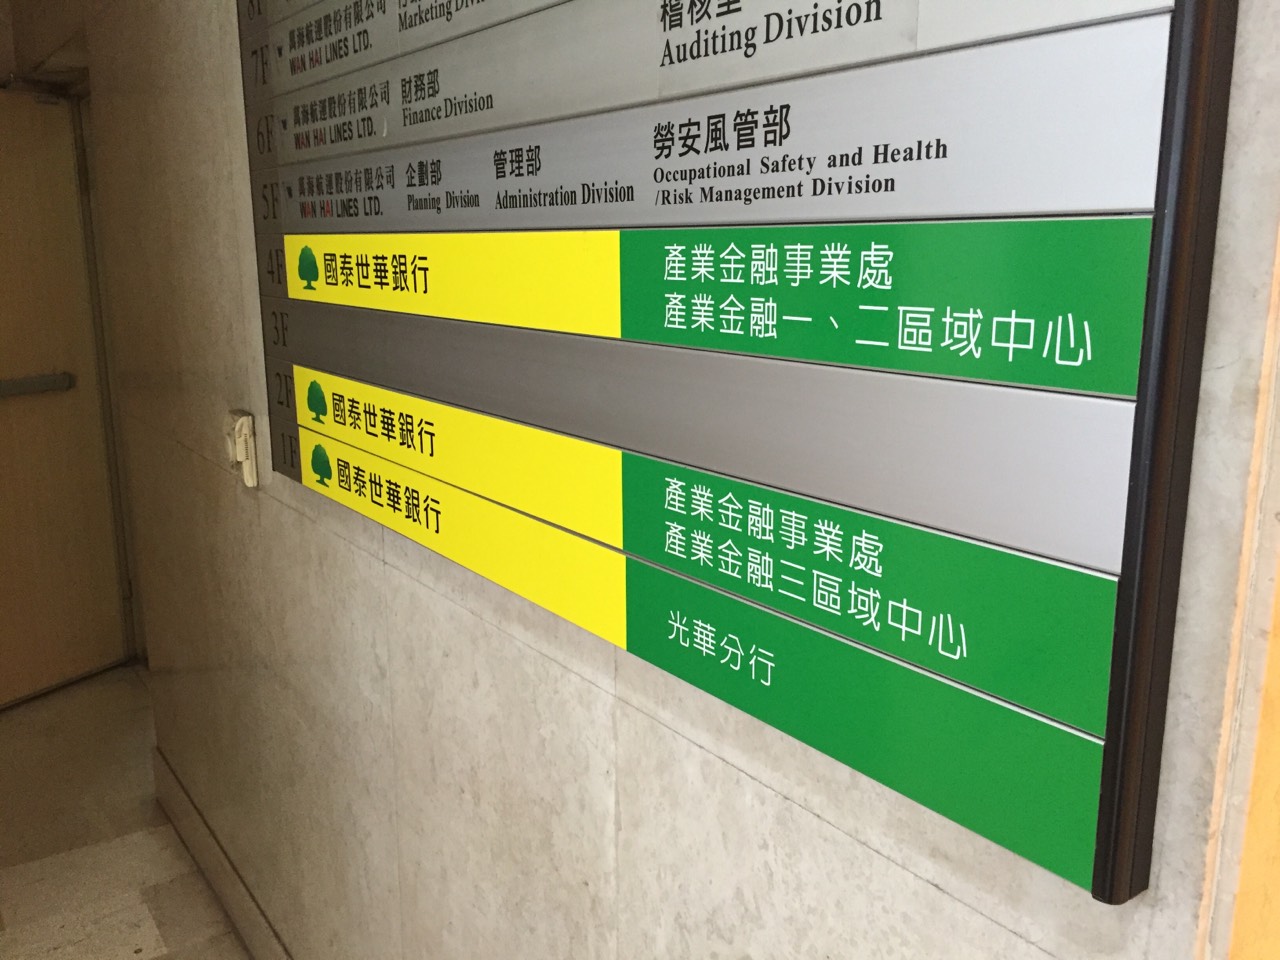 8F
7F 萬海航運股份有限公司
WAN HAI LINES LTD.
Marketing
稽核室
Auditing Division
6F 萬海航運股份有限公司
WAN HAI LINES LTD.
財務部
Finance Division
5F 萬海航運股份有限公司
WAN HAI LINES LTD.
企劃部
Planning Division
管理部
Administration Division
勞安風管部
Occupational Safety and Health
/Risk Management Division
4F 國泰世華銀行
產業金融事業處
產業金融一、二區域中心
3F
2F 國泰世華銀行
產業金融事業處
產業金融三區域中心
1F 國泰世華銀行
光華分行